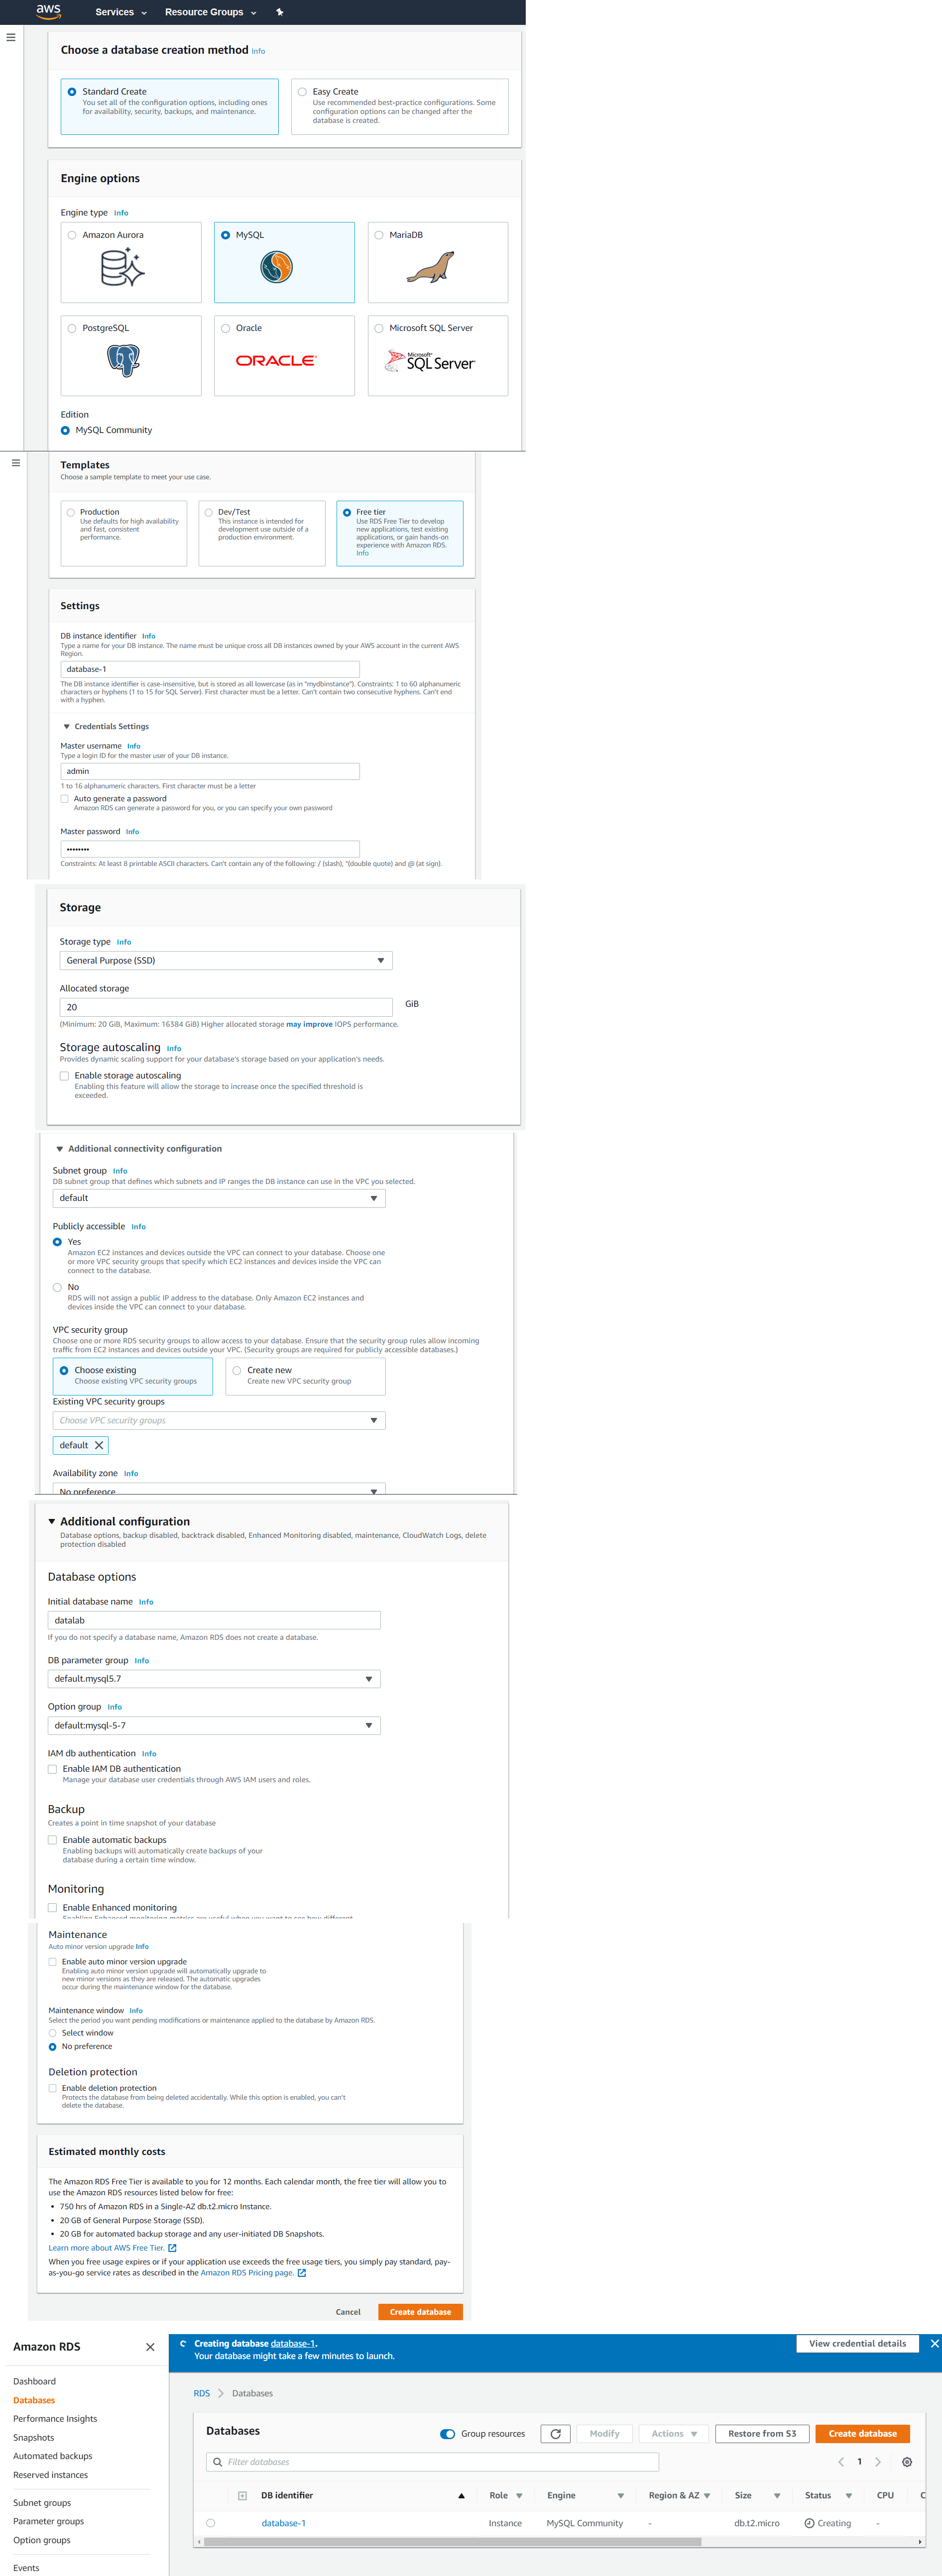 aws
Services
Resource Groups
Choose a database creation method Info
Standard Create
You set all of the configuration options, including ones
for availability, security, backups, and maintenance.
Easy Create
Use recommended best-practice configurations. Some
configuration options can be changed after the
database is created.
Engine options
Engine type Info
Amazon Aurora
MySQL
MariaDB
PostgreSQL
Oracle
ORACLE
Microsoft SQL Server
Microsoft
SQL Server
Edition
MySQL Community
Templates
Choose a sample template to meet your use case.
Production
Use defaults for high availability
and fast, consistent
performance.
Dev/Test
This instance is intended for
development use outside of a
production environment.
Free tier
Use RDS Free Tier to develop
new applications, test existing
applications, or gain hands-on
experience with Amazon RDS.
Info
Settings
DB instance identifier Info
Type a name for your DB instance. The name must be unique cross all DB instances owned by your AWS account in the current AWS
Region.
database-1
The DB instance identifier is case-insensitive, but is stored as all lowercase (as in "mydbinstance"). Constraints: 1 to 60 alphanumeric
characters or hyphens (1 to 15 for SQL Server). First character must be a letter. Can't contain two consecutive hyphens. Can't end
with a hyphen.
Credentials Settings
Master username Info
Type a login ID for the master user of your DB instance.
admin
1 to 16 alphanumeric characters. First character must be a letter
Auto generate a password
Amazon RDS can generate a password for you, or you can specify your own password
Master password Info
••••••••
Constraints: At least 8 printable ASCII characters. Can't contain any of the following: / (slash), "(double quote) and @ (at sign).
Storage
Storage type Info
General Purpose (SSD)
Allocated storage
20
GiB
(Minimum: 20 GiB, Maximum: 16384 GiB) Higher allocated storage may improve IOPS performance.
Storage autoscaling Info
Provides dynamic scaling support for your database's storage based on your application's needs.
Enable storage autoscaling
Enabling this feature will allow the storage to increase once the specified threshold is
exceeded.
Additional connectivity configuration
Subnet group Info
DB subnet group that defines which subnets and IP ranges the DB instance can use in the VPC you selected.
default
Publicly accessible Info
Yes
Amazon EC2 instances and devices outside the VPC can connect to your database. Choose one
or more VPC security groups that specify which EC2 instances and devices inside the VPC can
connect to the database.
No
RDS will not assign a public IP address to the database. Only Amazon EC2 instances and
devices inside the VPC can connect to your database.
VPC security group
Choose one or more RDS security groups to allow access to your database. Ensure that the security group rules allow incoming
traffic from EC2 instances and devices outside your VPC. (Security groups are required for publicly accessible databases.)
Choose existing
Choose existing VPC security groups
Create new
Create new VPC security group
Existing VPC security groups
Choose VPC security groups
default
Availability zone Info
No preference
Additional configuration
Database options, backup disabled, backtrack disabled, Enhanced Monitoring disabled, maintenance, CloudWatch Logs, delete
protection disabled
Database options
Initial database name Info
datalab
If you do not specify a database name, Amazon RDS does not create a database.
DB parameter group Info
default.mysql5.7
Option group Info
default:mysql-5-7
IAM db authentication Info
Enable IAM DB authentication
Manage your database user credentials through AWS IAM users and roles.
Backup
Creates a point in time snapshot of your database
Enable automatic backups
Enabling backups will automatically create backups of your
database during a certain time window.
Monitoring
Enable Enhanced monitoring
Enabling Enhanced monitoring metrics are useful when you want to see how different
Maintenance
Auto minor version upgrade Info
Enable auto minor version upgrade
Enabling auto minor version upgrade will automatically upgrade to
new minor versions as they are released. The automatic upgrades
occur during the maintenance window for the database.
Maintenance window Info
Select the period you want pending modifications or maintenance applied to the database by Amazon RDS.
Select window
No preference
Deletion protection
Enable deletion protection
Protects the database from being deleted accidentally. While this option is enabled, you can't
delete the database.
Estimated monthly costs
The Amazon RDS Free Tier is available to you for 12 months. Each calendar month, the free tier will allow you to
use the Amazon RDS resources listed below for free:
• 750 hrs of Amazon RDS in a Single-AZ db.t2.micro Instance.
• 20 GB of General Purpose Storage (SSD).
• 20 GB for automated backup storage and any user-initiated DB Snapshots.
Learn more about AWS Free Tier.
When you free usage expires or if your application use exceeds the free usage tiers, you simply pay standard, pay-
as-you-go service rates as described in the Amazon RDS Pricing page.
Cancel
Create database
Amazon RDS
Dashboard
Databases
Performance Insights
Snapshots
Automated backups
Reserved instances
Subnet groups
Parameter groups
Option groups
Events
Creating database database-1.
Your database might take a few minutes to launch.
View credential details
RDS > Databases
Databases
Group resources
Modify
Actions
Restore from S3
Create database
Filter databases
1
DB identifier
Role
Engine
Region & AZ
Size
Status
CPU
C
database-1
Instance
MySQL Community
-
db.t2.micro
Creating
-